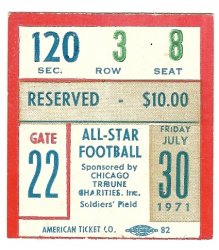 120 3 8
SEC. ROW SEAT
RESERVED - $10.00
GATE
22
ALL-STAR
FOOTBALL
Sponsored by
CHICAGO
TRIBUNE
CHARITIES, Inc.
Soldiers' Field
FRIDAY
JULY
30
1971
AMERICAN TICKET CO. 82